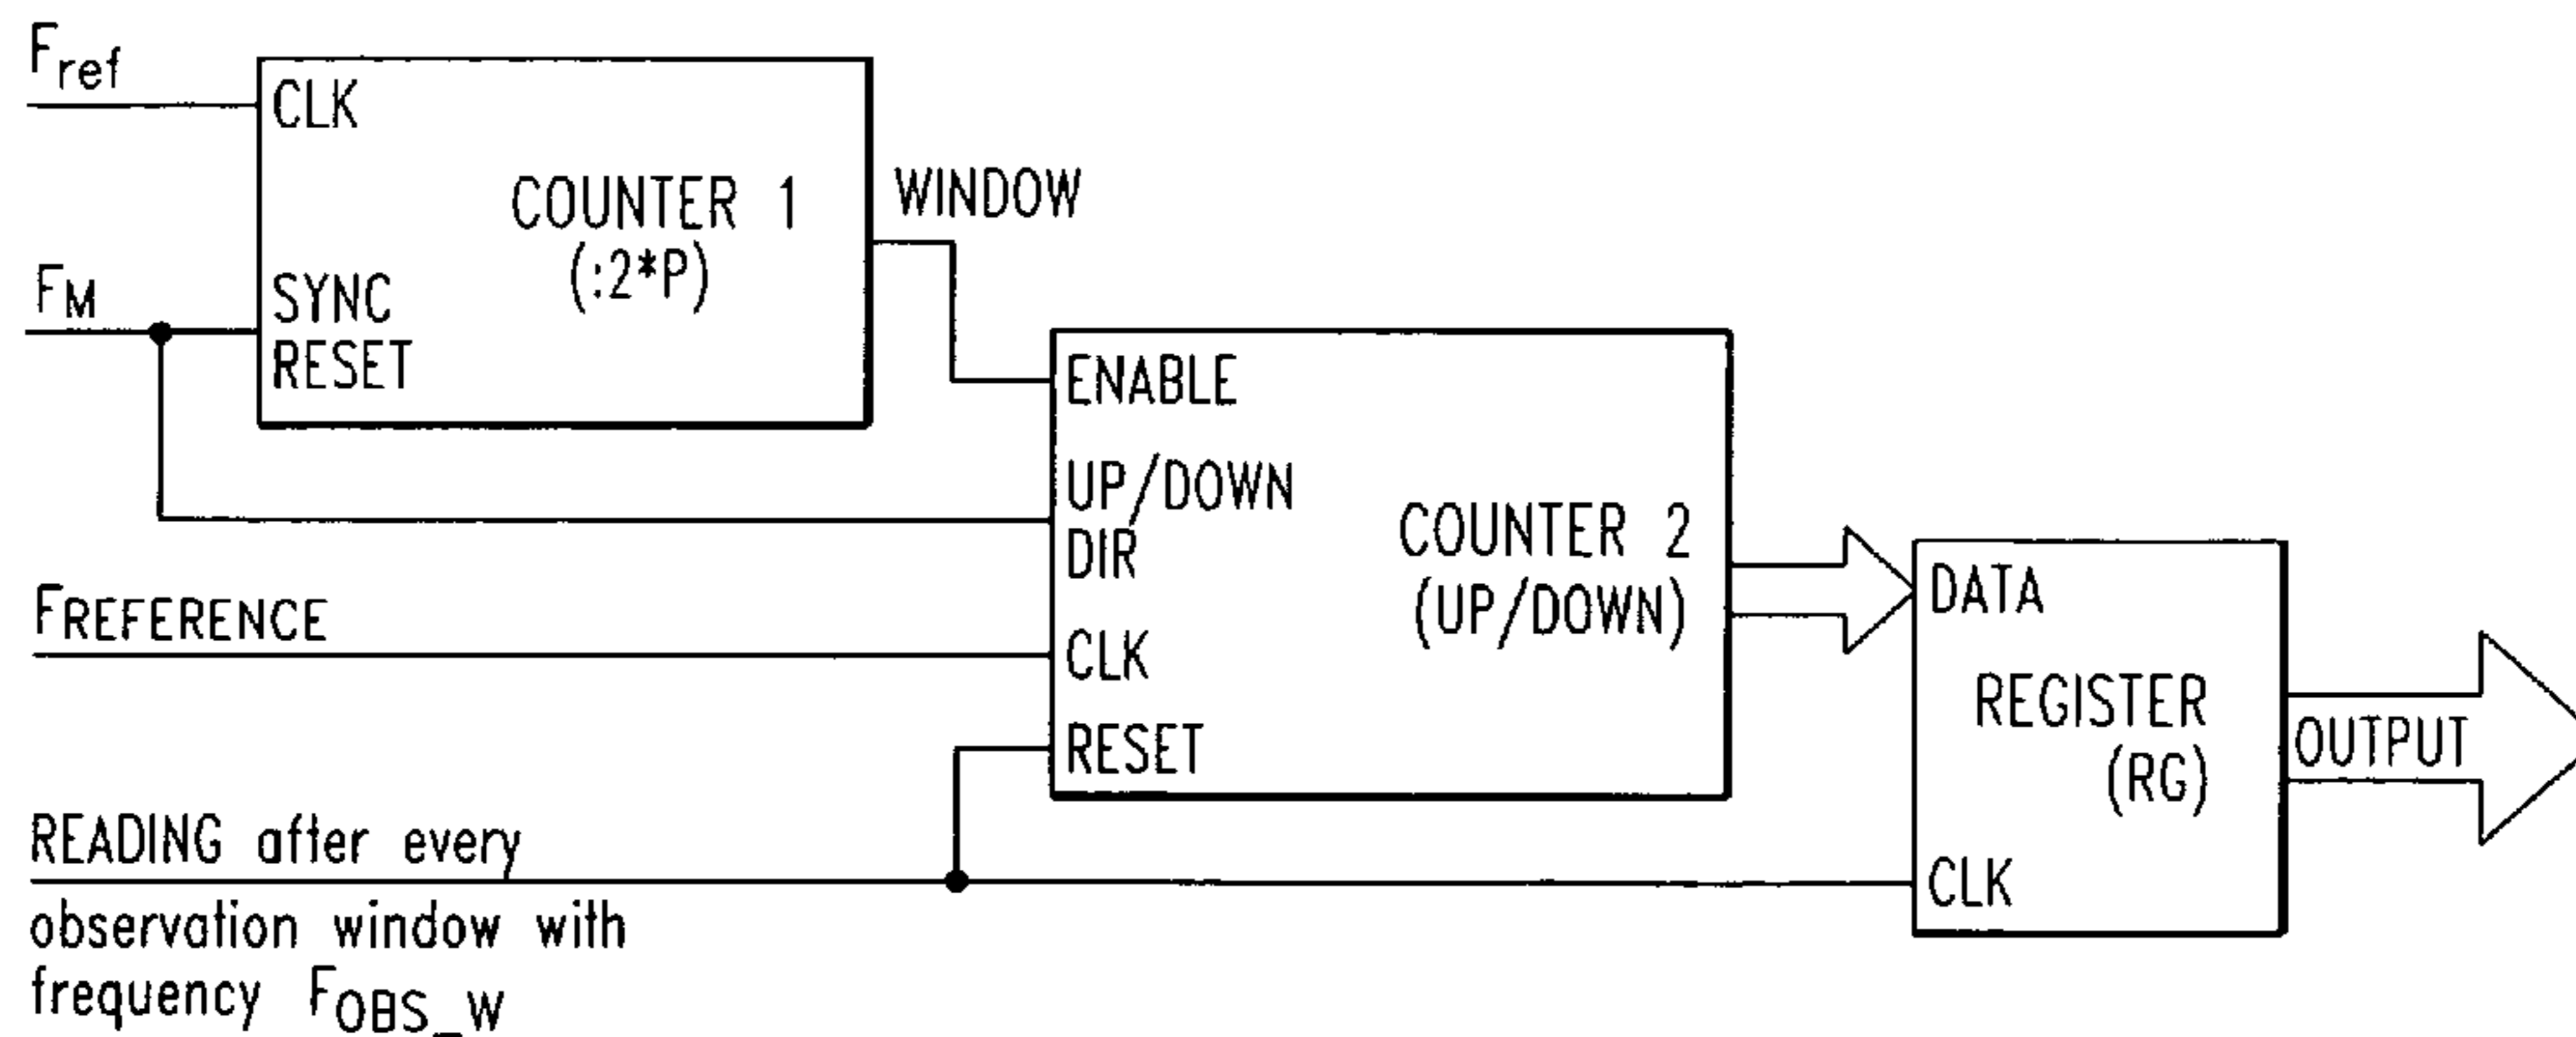 Fref
CLK
COUNTER 1
(:2*P)
WINDOW
FM
SYNC
RESET
ENABLE
UP/DOWN
DIR
COUNTER 2
(UP/DOWN)
FREFERENCE
CLK
RESET
DATA
REGISTER
(RG)
OUTPUT
CLK
READING after every
observation window with
frequency FOBS_W